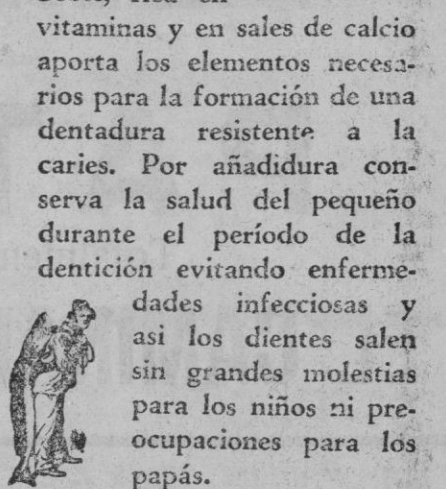 vitaminas y en sales de calcio
aporta los elementos necesa-
rios para la formación de una
dentadura resistente a la
caries. Por añadidura con-
serva la salud del pequeño
durante el período de la
dentición evitando enferme-
dades infecciosas y
asi los dientes salen
sin grandes molestias
para los niños ni pre-
ocupaciones para los
papás.